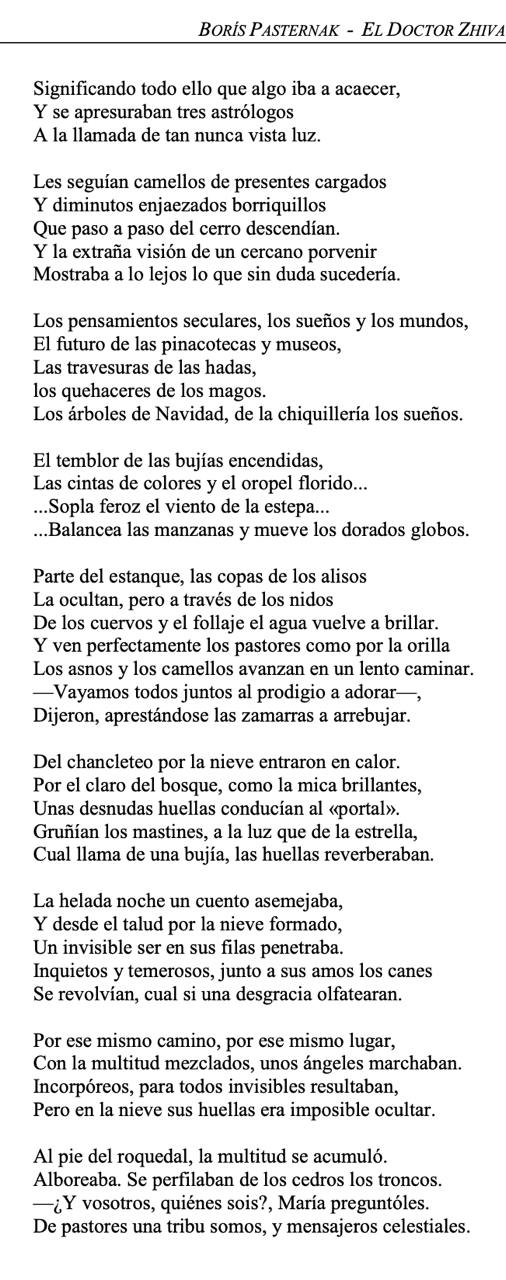 BORÍS PASTERNAK - EL DOCTOR ZHIVA
Significando todo ello que algo iba a acaecer,
Y se apresuraban tres astrólogos
A la llamada de tan nunca vista luz.
Les seguían camellos de presentes cargados
Y diminutos enjaezados borriquillos
Que paso a paso del cerro descendían.
Y la extraña visión de un cercano porvenir
Mostraba a lo lejos lo que sin duda sucedería.
Los pensamientos seculares, los sueños y los mundos,
El futuro de las pinacotecas y museos,
Las travesuras de las hadas,
los quehaceres de los magos.
Los árboles de Navidad, de la chiquillería los sueños.
El temblor de las bujías encendidas,
Las cintas de colores y el oropel florido...
...Sopla feroz el viento de la estepa...
...Balancea las manzanas y mueve los dorados globos.
Parte del estanque, las copas de los alisos
La ocultan, pero a través de los nidos
De los cuervos y el follaje el agua vuelve a brillar.
Y ven perfectamente los pastores como por la orilla
Los asnos y los camellos avanzan en un lento caminar.
—Vayamos todos juntos al prodigio a adorar—,
Dijeron, aprestándose las zamarras a arrebujar.
Del chancleteo por la nieve entraron en calor.
Por el claro del bosque, como la mica brillantes,
Unas desnudas huellas conducían al «portal».
Gruñían los mastines, a la luz que de la estrella,
Cual llama de una bujía, las huellas reverberaban.
La helada noche un cuento asemejaba,
Y desde el talud por la nieve formado,
Un invisible ser en sus filas penetraba.
Inquietos y temerosos, junto a sus amos los canes
Se revolvían, cual si una desgracia olfatearan.
Por ese mismo camino, por ese mismo lugar,
Con la multitud mezclados, unos ángeles marchaban.
Incorpóreos, para todos invisibles resultaban,
Pero en la nieve sus huellas era imposible ocultar.
Al pie del roquedal, la multitud se acumuló.
Alboreaba. Se perfilaban de los cedros los troncos.
—¿Y vosotros, quiénes sois?, María preguntóles.
De pastores una tribu somos, y mensajeros celestiales.